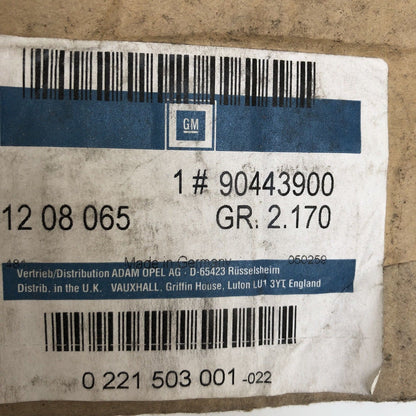 GM
1 # 90443900
12 08 065 GR. 2.170
Made in Germany 050259
Vertrieb/Distribution ADAM OPEL AG - D-65423 Rüsselsheim
Distrib. in the U.K. VAUXHALL, Griffin House, Luton LU1 3YT England
0 221 503 001 -022